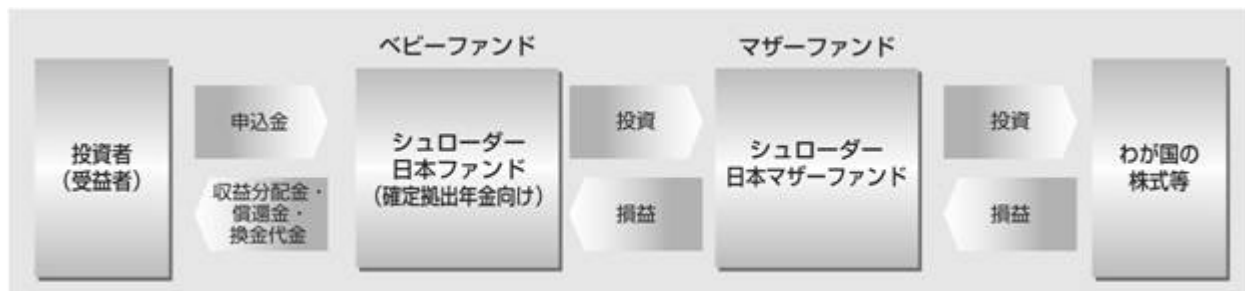 ベビーファンド
マザーファンド
投資者
(受益者)
申込金
収益分配金・
償還金・
換金代金
シュローダー
日本ファンド
(確定拠出年金向け)
投資
損益
シュローダー
日本マザーファンド
投資
損益
わが国の
株式等